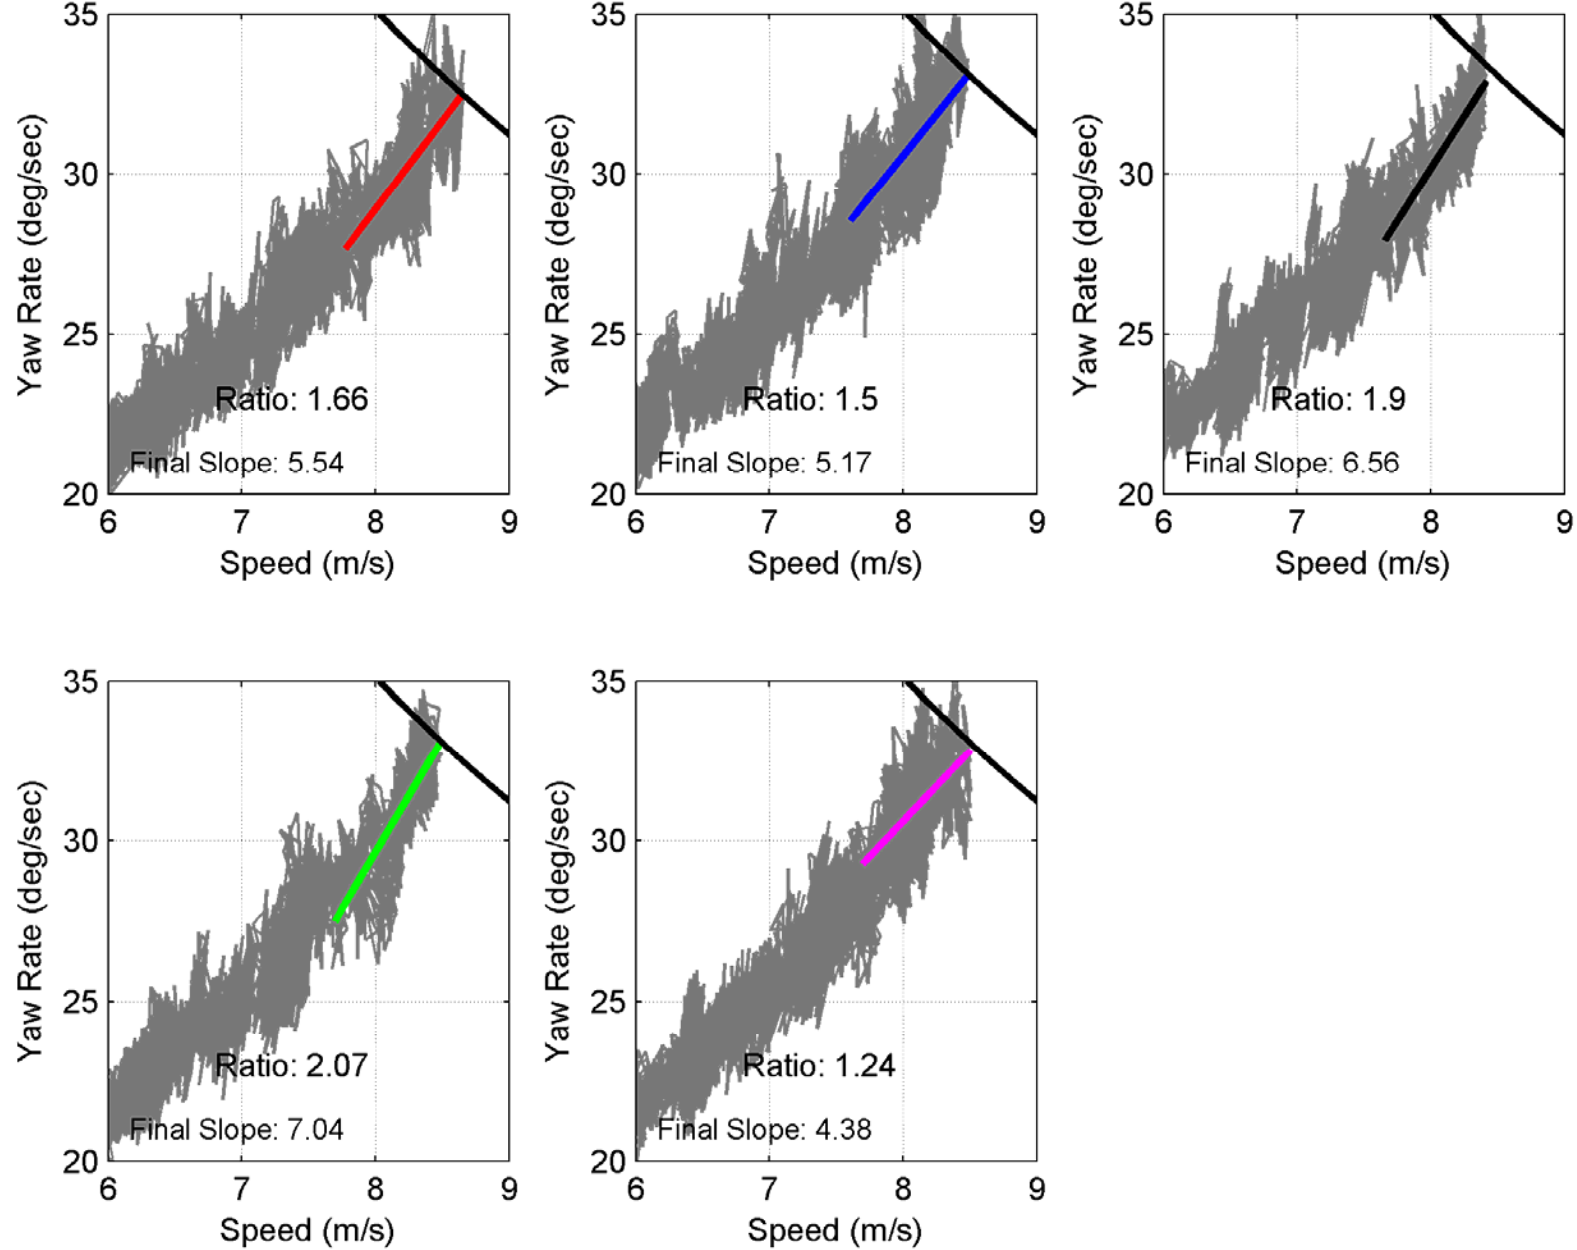 35
30
25
20
Yaw Rate (deg/sec)
Ratio: 1.66
Final Slope: 5.54
6 7 8 9
Speed (m/s)
35
30
25
20
Yaw Rate (deg/sec)
Ratio: 1.5
Final Slope: 5.17
6 7 8 9
Speed (m/s)
35
30
25
20
Yaw Rate (deg/sec)
Ratio: 1.9
Final Slope: 6.56
6 7 8 9
Speed (m/s)
35
30
25
20
Yaw Rate (deg/sec)
Ratio: 2.07
Final Slope: 7.04
6 7 8 9
Speed (m/s)
35
30
25
20
Yaw Rate (deg/sec)
Ratio: 1.24
Final Slope: 4.38
6 7 8 9
Speed (m/s)